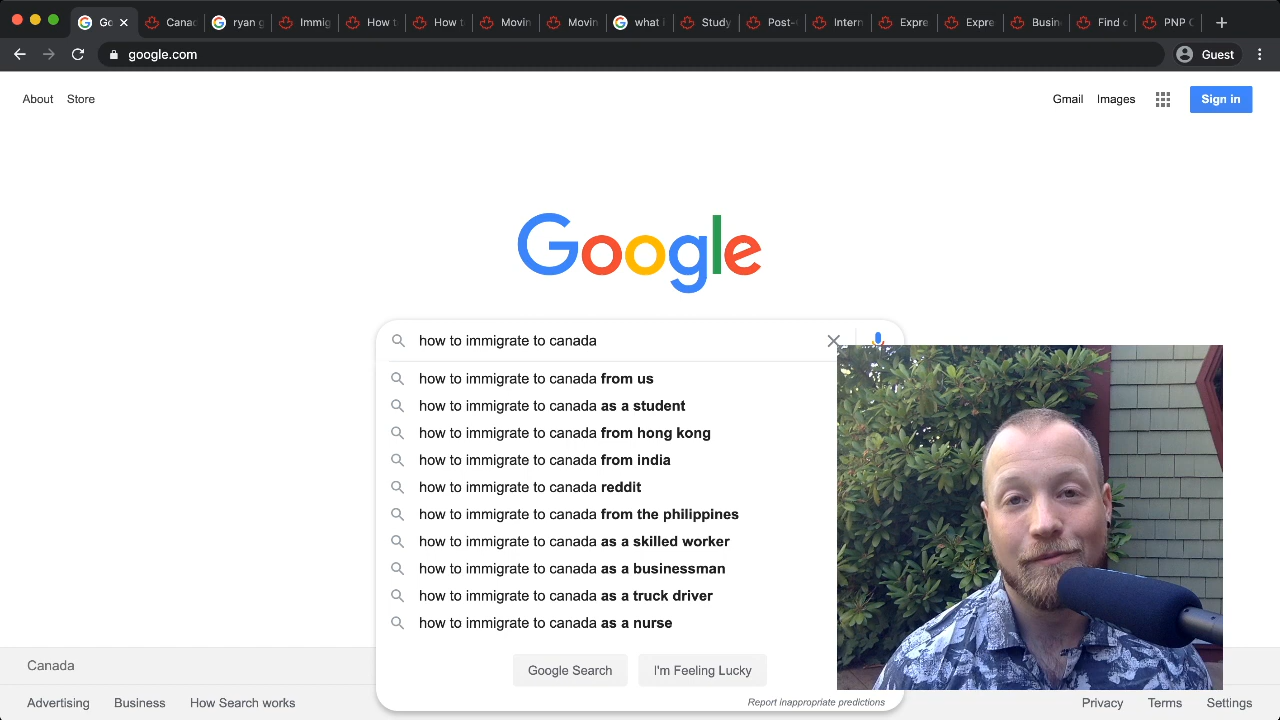 Go
Canad
ryan g
Immig
How t
How t
Movin
Movin
what i
Study
Post-
Intern
Expre
Expre
Busin
Find o
PNP C
google.com
Guest
About Store
Gmail Images Sign in
Google
how to immigrate to canada
how to immigrate to canada from us
how to immigrate to canada as a student
how to immigrate to canada from hong kong
how to immigrate to canada from india
how to immigrate to canada reddit
how to immigrate to canada from the philippines
how to immigrate to canada as a skilled worker
how to immigrate to canada as a businessman
how to immigrate to canada as a truck driver
how to immigrate to canada as a nurse
Google Search I'm Feeling Lucky
Report inappropriate predictions
Canada
Advertising Business How Search works
Privacy Terms Settings